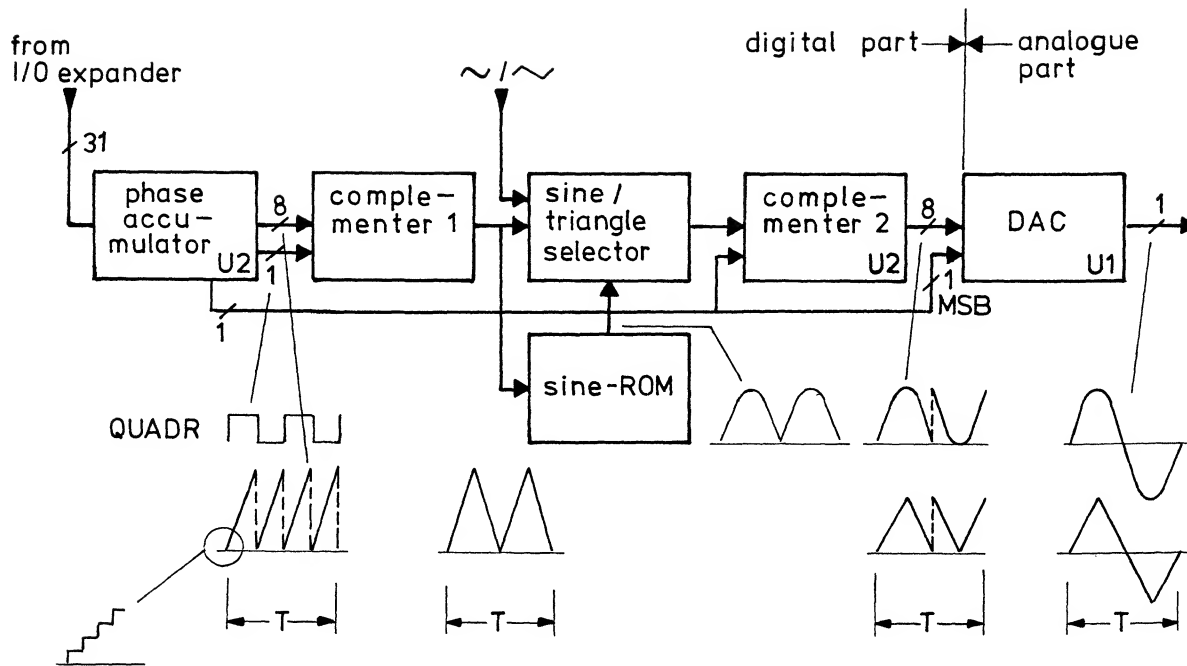 from
I/O expander
31
~/~
digital part
analogue
part
phase
accu-
mulator
U2
8
1
1
comple-
menter 1
sine/
triangle
selector
comple-
menter 2
U2
8
1
MSB
DAC
U1
1
sine-ROM
QUADR
T
T
T
T